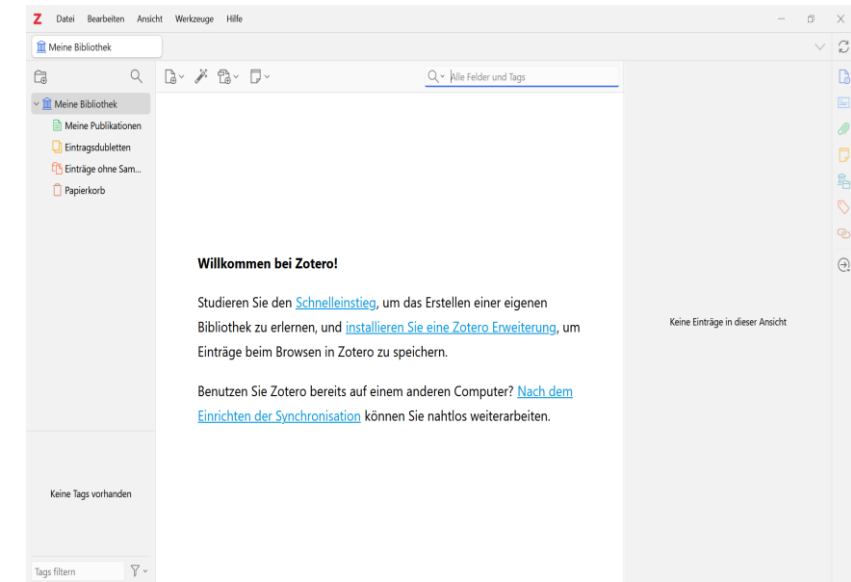 Z Datei Bearbeiten Ansicht Werkzeuge Hilfe
Meine Bibliothek
Alle Felder und Tags
Meine Bibliothek
Meine Publikationen
Eintragsdubletten
Einträge ohne Sam...
Papierkorb
Willkommen bei Zotero!
Studieren Sie den Schnelleinstieg, um das Erstellen einer eigenen
Bibliothek zu erlernen, und installieren Sie eine Zotero Erweiterung, um
Einträge beim Browsen in Zotero zu speichern.
Benutzen Sie Zotero bereits auf einem anderen Computer? Nach dem
Einrichten der Synchronisation können Sie nahtlos weiterarbeiten.
Keine Einträge in dieser Ansicht
Keine Tags vorhanden
Tags filtern